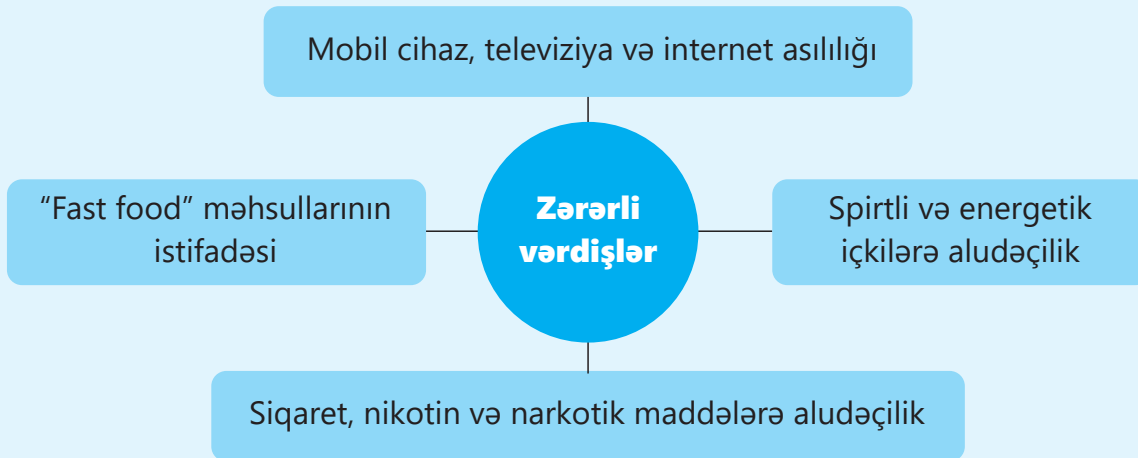 Mobil cihaz, televiziya və internet asılılığı
“Fast food” məhsullarının
istifadəsi
Zərərli
vərdişlər
Spirtli və energetik
içkilərə aludəçilik
Siqaret, nikotin və narkotik maddələrə aludəçilik